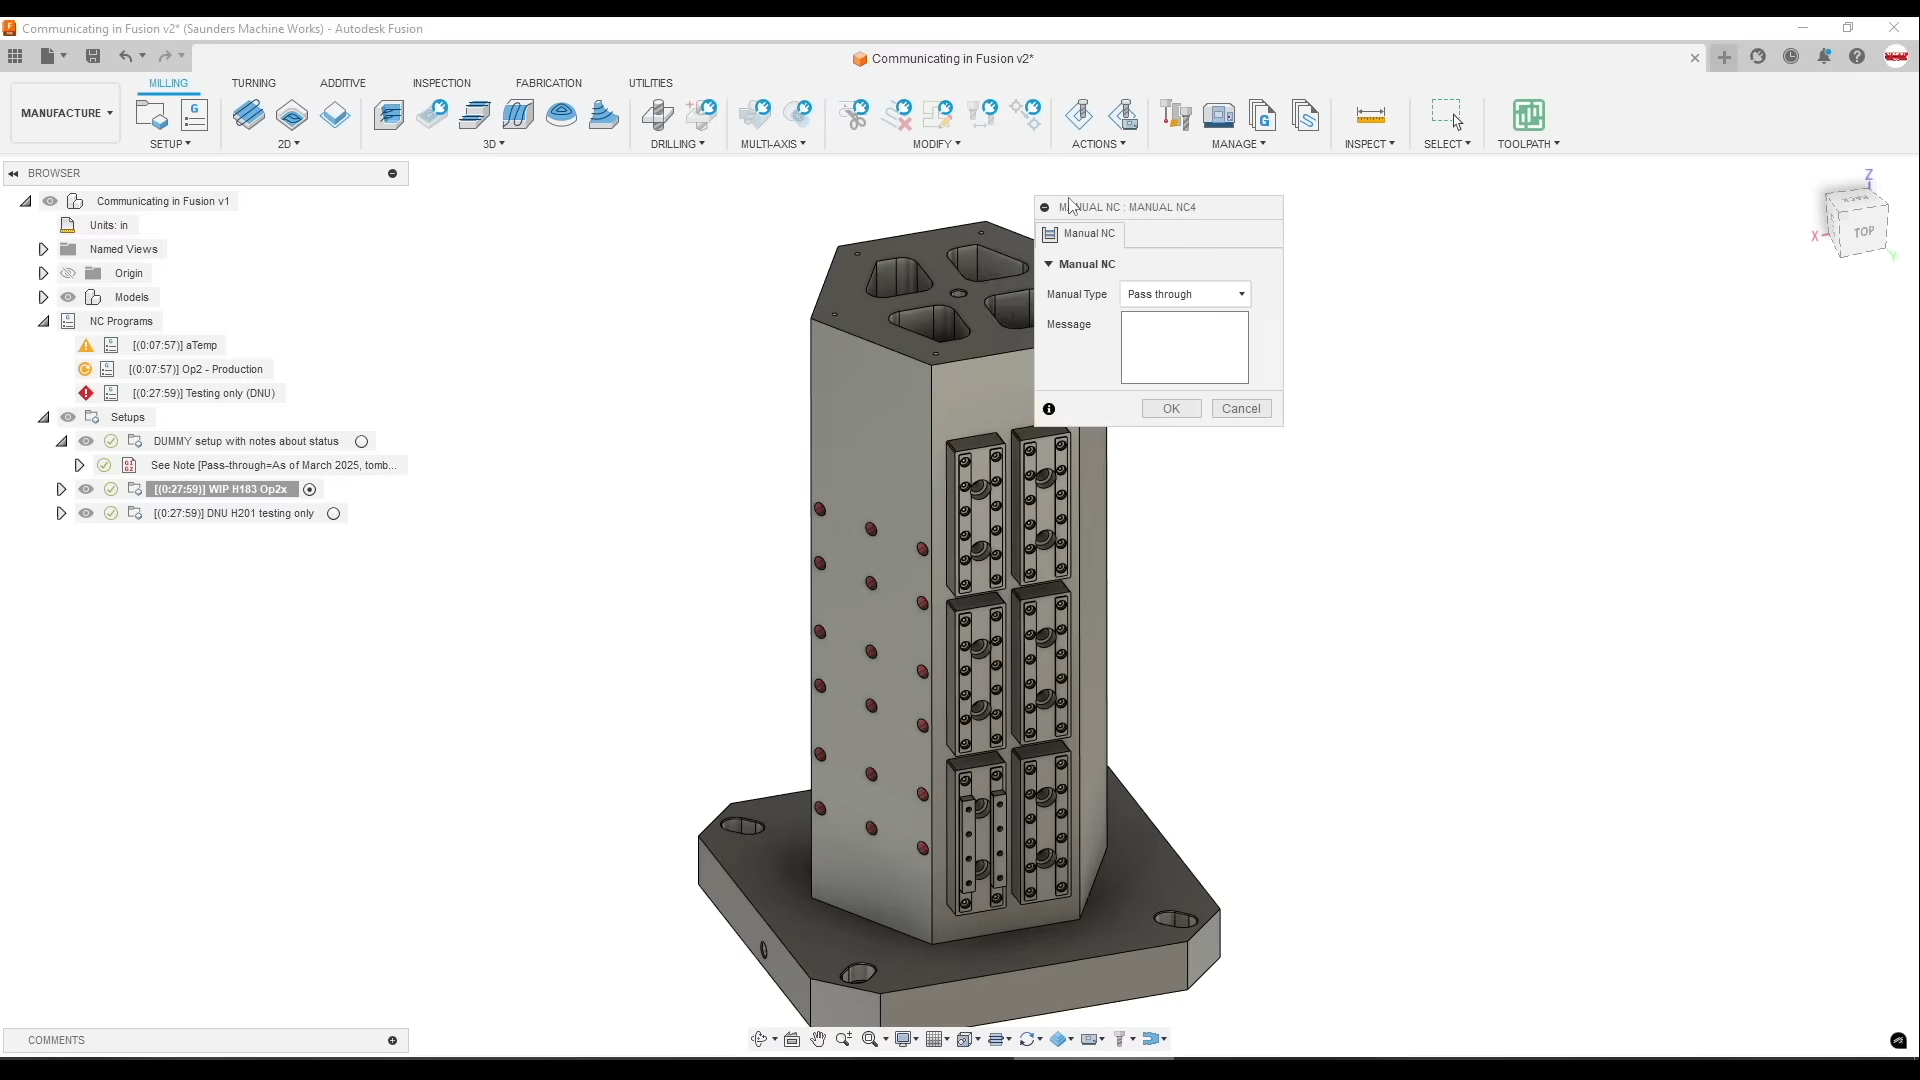 Communicating in Fusion v2* (Saunders Machine Works) - Autodesk Fusion
Communicating in Fusion v2*
MANUFACTURE
MILLING TURNING ADDITIVE INSPECTION FABRICATION UTILITIES
SETUP 2D 3D DRILLING MULTI-AXIS MODIFY ACTIONS MANAGE INSPECT SELECT TOOLPATH
BROWSER
Communicating in Fusion v1
Units: in
Named Views
Origin
Models
NC Programs
[(0:07:57)] aTemp
[(0:07:57)] Op2 - Production
[(0:27:59)] Testing only (DNU)
Setups
DUMMY setup with notes about status
See Note [Pass-through=As of March 2025, tomb...
[(0:27:59)] WIP H183 Op2x
[(0:27:59)] DNU H201 testing only
MANUAL NC : MANUAL NC4
Manual NC
Manual NC
Manual Type Pass through
Message
OK Cancel
Z
BACK
TOP
X
Y
COMMENTS